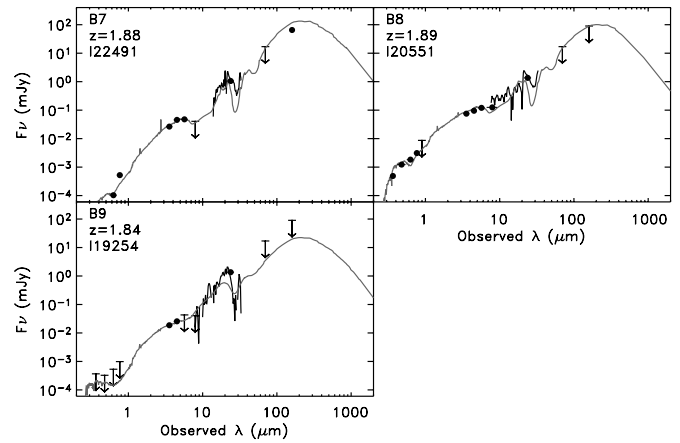 B7
z=1.88
I22491
B8
z=1.89
I20551
Fν (mJy)
10²
10¹
10⁰
10⁻¹
10⁻²
10⁻³
10⁻⁴
B9
z=1.84
I19254
1 10 100 1000
Observed λ (μm)
Fν (mJy)
10²
10¹
10⁰
10⁻¹
10⁻²
10⁻³
10⁻⁴
1 10 100 1000
Observed λ (μm)